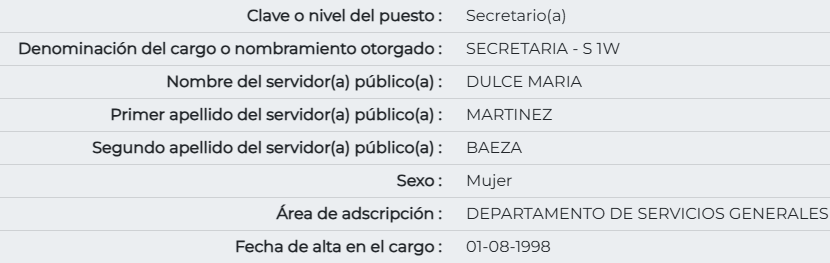 Clave o nivel del puesto : Secretario(a)
Denominación del cargo o nombramiento otorgado : SECRETARIA - S 1W
Nombre del servidor(a) público(a) : DULCE MARIA
Primer apellido del servidor(a) público(a) : MARTINEZ
Segundo apellido del servidor(a) público(a) : BAEZA
Sexo : Mujer
Área de adscripción : DEPARTAMENTO DE SERVICIOS GENERALES
Fecha de alta en el cargo : 01-08-1998